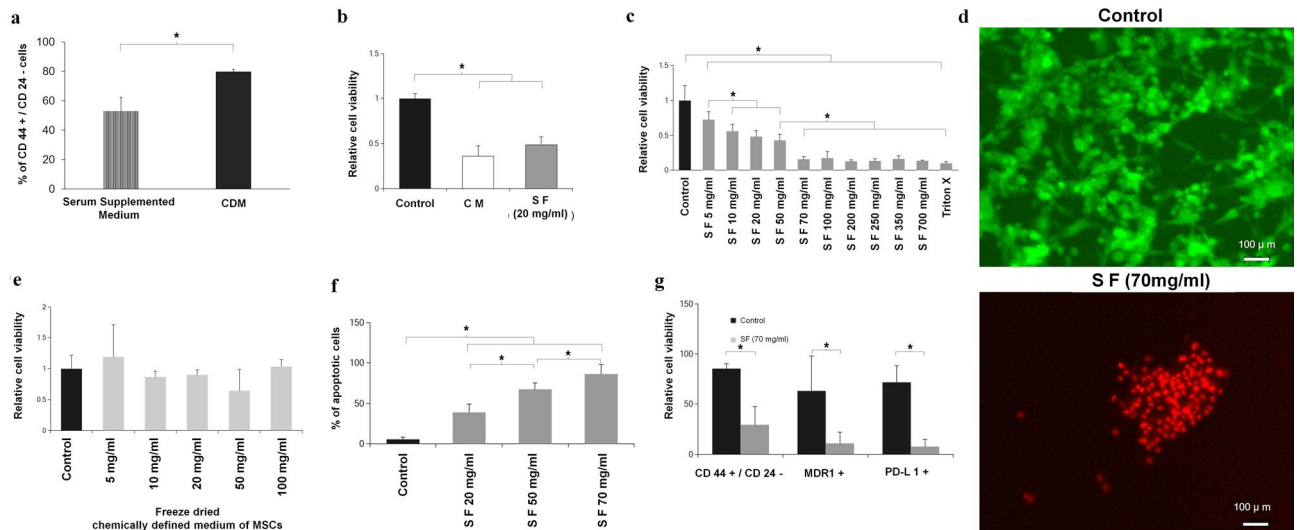 a
% of CD 44 + / CD 24 - cells
100
80
60
40
20
0
*
Serum Supplemented
Medium
CDM
b
Relative cell viability
1.5
1
0.5
0
*
Control
C M
S F
(20 mg/ml)
c
Relative cell viability
1.5
1
0.5
0
*
*
*
Control
S F 5 mg/ml
S F 10 mg/ml
S F 20 mg/ml
S F 50 mg/ml
S F 70 mg/ml
S F 100 mg/ml
S F 200 mg/ml
S F 250 mg/ml
S F 350 mg/ml
S F 700 mg/ml
Triton X
d
Control
100 µ m
S F (70mg/ml)
100 µ m
e
Relative cell viability
2
1.5
1
0.5
0
Control
5 mg/ml
10 mg/ml
20 mg/ml
50 mg/ml
100 mg/ml
Freeze dried
chemically defined medium of MSCs
f
% of apoptotic cells
150
100
50
0
*
*
*
Control
S F 20 mg/ml
S F 50 mg/ml
S F 70 mg/ml
g
Relative cell viability
150
100
50
0
Control
SF (70 mg/ml)
*
*
*
CD 44 + / CD 24 -
MDR1 +
PD-L 1 +